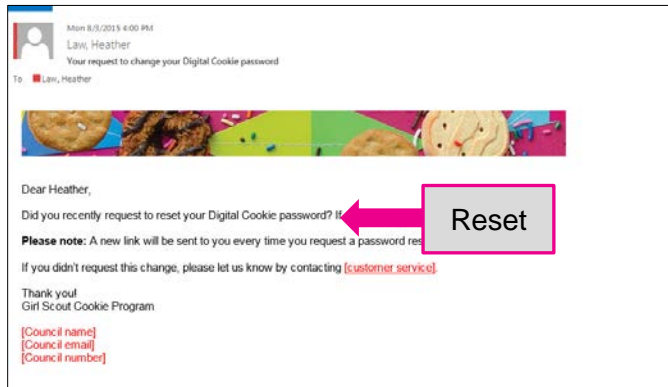 Mon 8/3/2015 4:00 PM
Law, Heather
Your request to change your Digital Cookie password
To Law, Heather
Dear Heather,
Did you recently request to reset your Digital Cookie password? If
Reset
Please note: A new link will be sent to you every time you request a password res
If you didn't request this change, please let us know by contacting [customer service].
Thank you!
Girl Scout Cookie Program
[Council name]
[Council email]
[Council number]